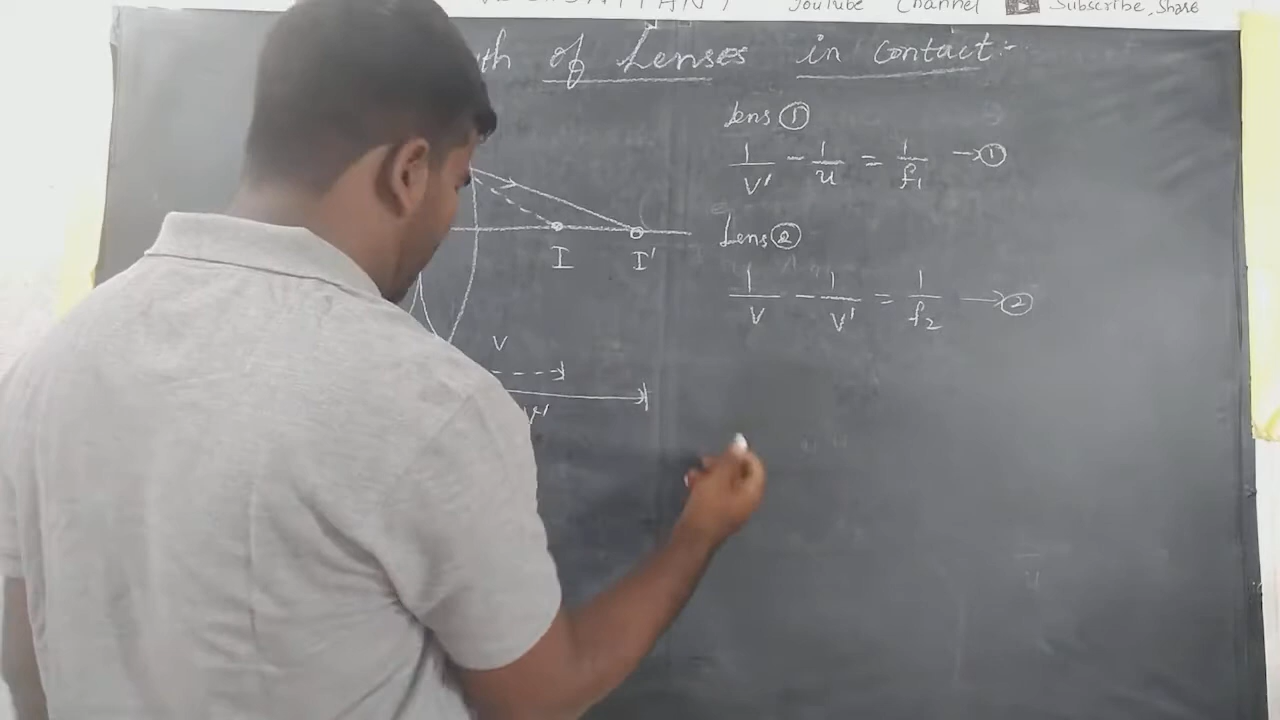 YouTube Channel Subscribe, Share
of Lenses in Contact:-
Lens ①
1/V' - 1/u = 1/f₁ →①
I I'
Lens ②
1/V - 1/V' = 1/f₂ →②
V
V'